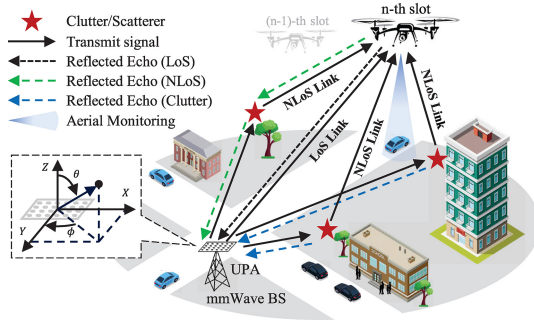 n-th slot
(n-1)-th slot
Clutter/Scatterer
Transmit signal
Reflected Echo (LoS)
Reflected Echo (NLoS)
Reflected Echo (Clutter)
Aerial Monitoring
NLoS Link
LoS Link
NLoS Link
NLoS Link
Z
θ
X
Y
ϕ
UPA
mmWave BS